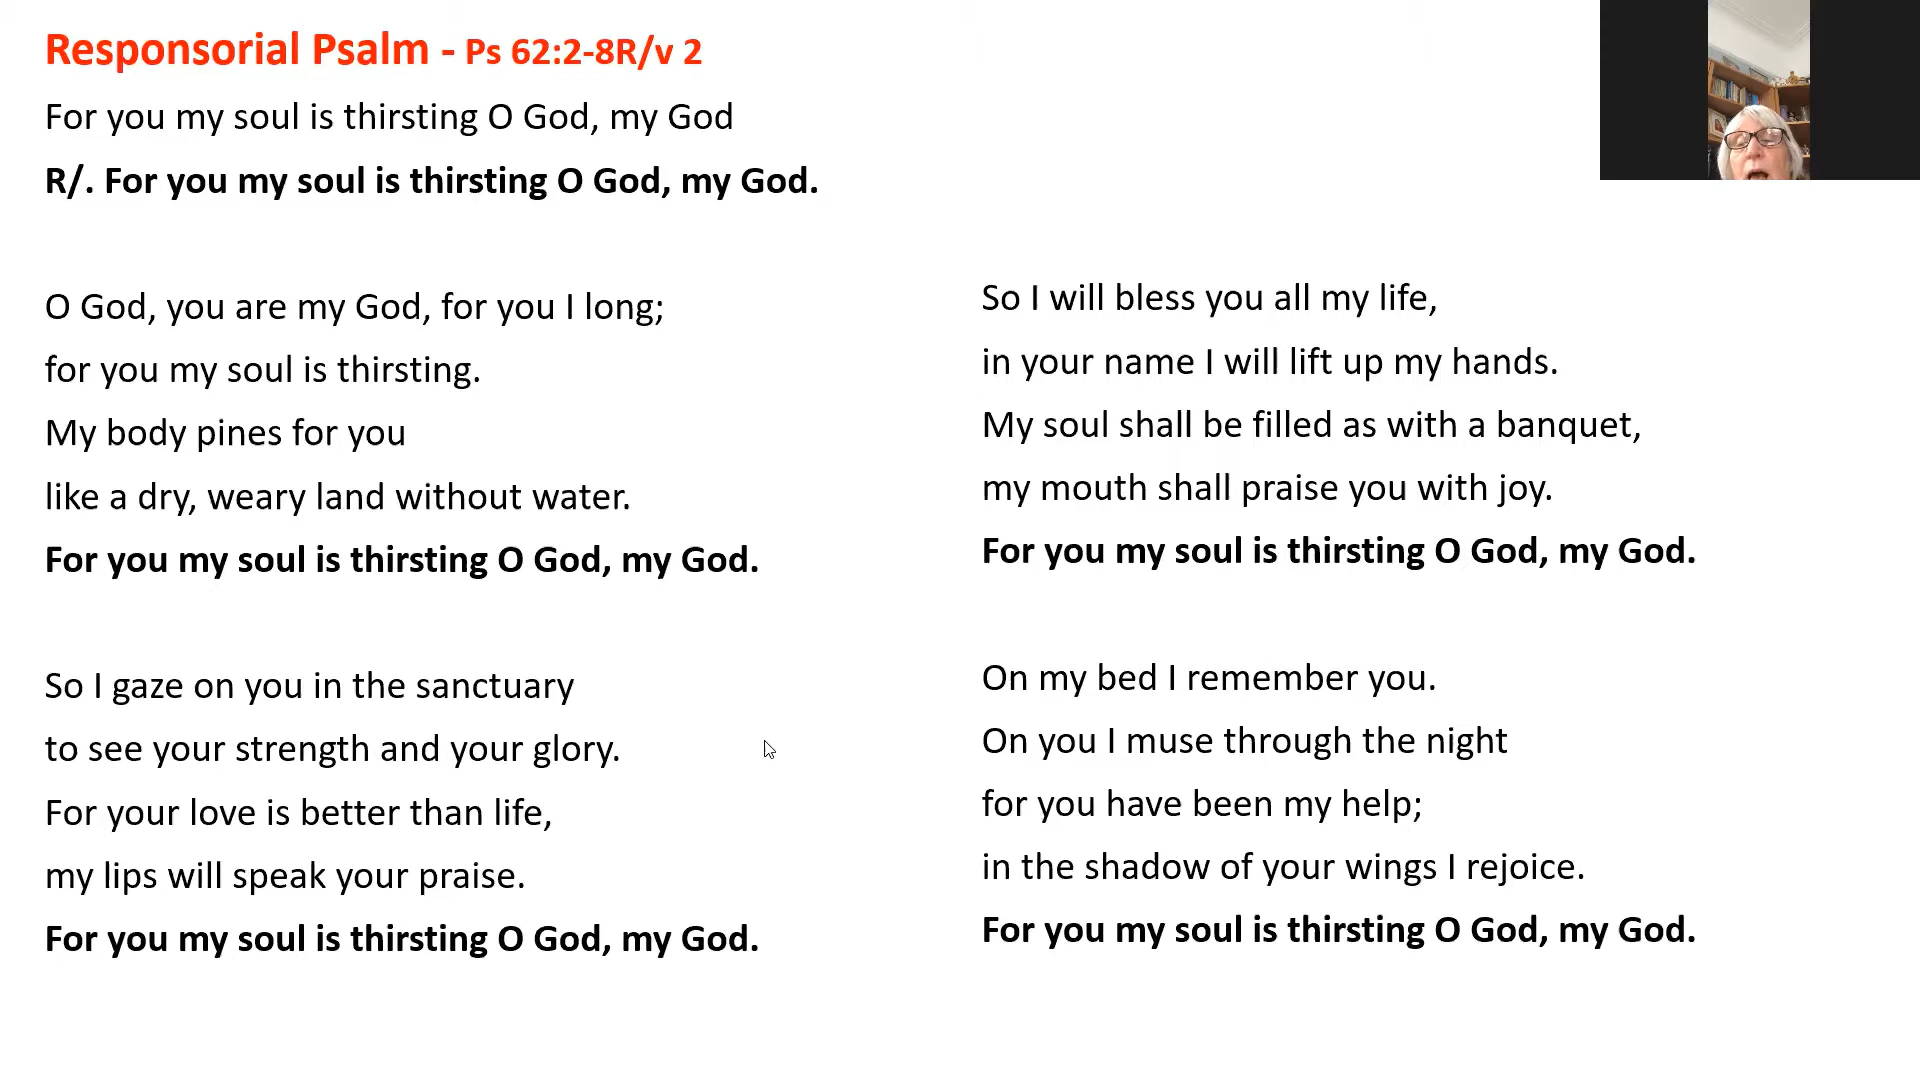 Responsorial Psalm - Ps 62:2-8R/v 2
For you my soul is thirsting O God, my God
R/. For you my soul is thirsting O God, my God.
O God, you are my God, for you I long;
for you my soul is thirsting.
My body pines for you
like a dry, weary land without water.
For you my soul is thirsting O God, my God.
So I gaze on you in the sanctuary
to see your strength and your glory.
For your love is better than life,
my lips will speak your praise.
For you my soul is thirsting O God, my God.
So I will bless you all my life,
in your name I will lift up my hands.
My soul shall be filled as with a banquet,
my mouth shall praise you with joy.
For you my soul is thirsting O God, my God.
On my bed I remember you.
On you I muse through the night
for you have been my help;
in the shadow of your wings I rejoice.
For you my soul is thirsting O God, my God.